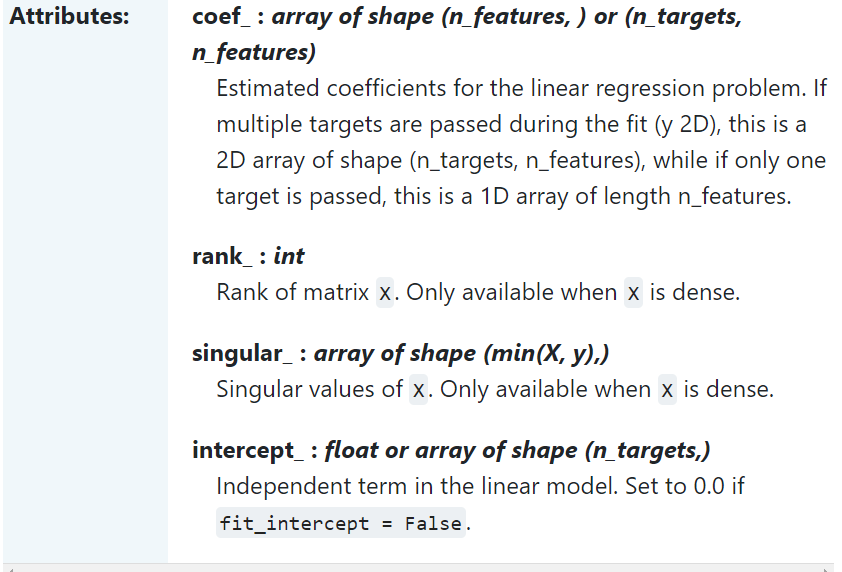 Attributes:
coef_ : array of shape (n_features, ) or (n_targets,
n_features)
Estimated coefficients for the linear regression problem. If
multiple targets are passed during the fit (y 2D), this is a
2D array of shape (n_targets, n_features), while if only one
target is passed, this is a 1D array of length n_features.
rank_ : int
Rank of matrix X. Only available when X is dense.
singular_ : array of shape (min(X, y),)
Singular values of X. Only available when X is dense.
intercept_ : float or array of shape (n_targets,)
Independent term in the linear model. Set to 0.0 if
fit_intercept = False.